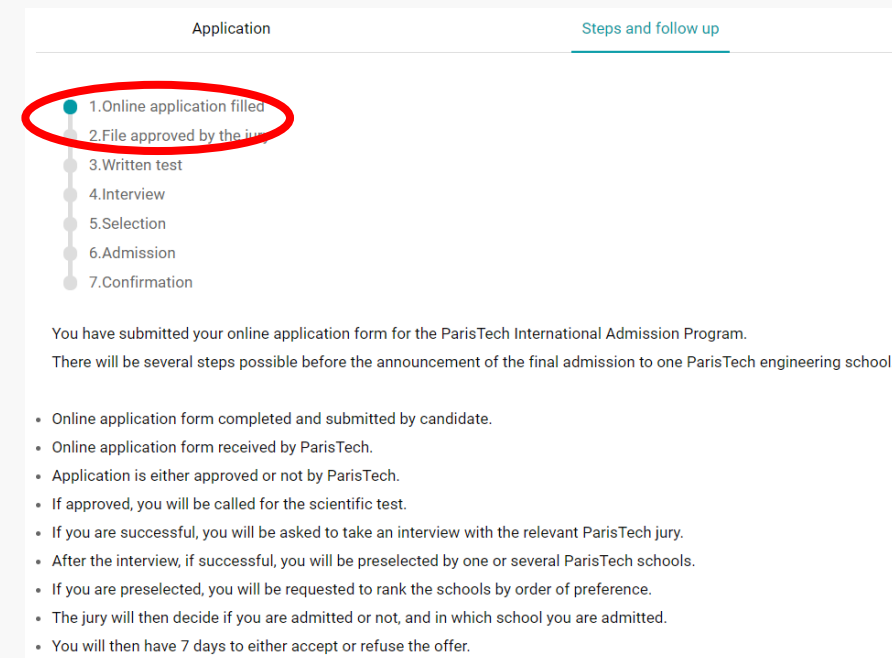 Application
Steps and follow up
1.Online application filled
2.File approved by the jury
3.Written test
4.Interview
5.Selection
6.Admission
7.Confirmation
You have submitted your online application form for the ParisTech International Admission Program.
There will be several steps possible before the announcement of the final admission to one ParisTech engineering school
• Online application form completed and submitted by candidate.
• Online application form received by ParisTech.
• Application is either approved or not by ParisTech.
• If approved, you will be called for the scientific test.
• If you are successful, you will be asked to take an interview with the relevant ParisTech jury.
• After the interview, if successful, you will be preselected by one or several ParisTech schools.
• If you are preselected, you will be requested to rank the schools by order of preference.
• The jury will then decide if you are admitted or not, and in which school you are admitted.
• You will then have 7 days to either accept or refuse the offer.